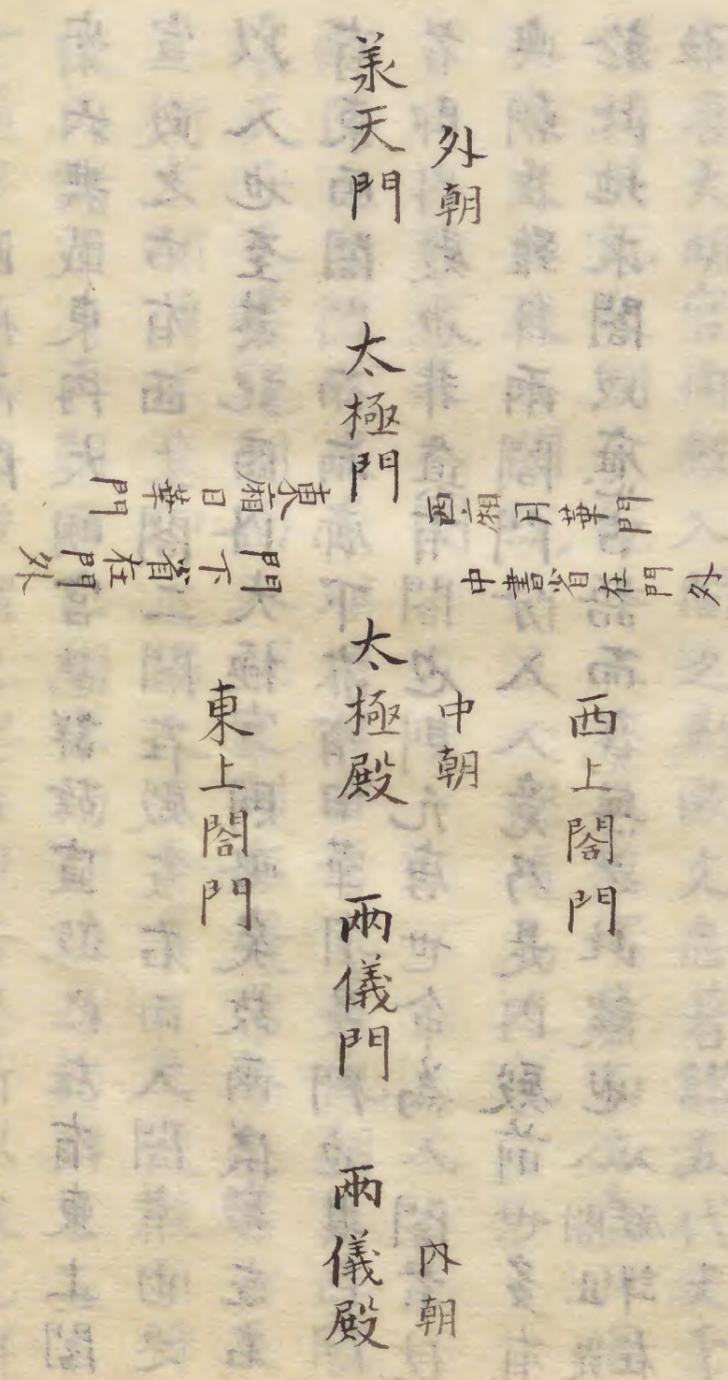 西上閤門
外朝
西廂月華門
中書省在門外
中朝
內朝
承天門
太極門
太極殿
兩儀門
兩儀殿
東廂日華門
門下省在門外
東上閤門